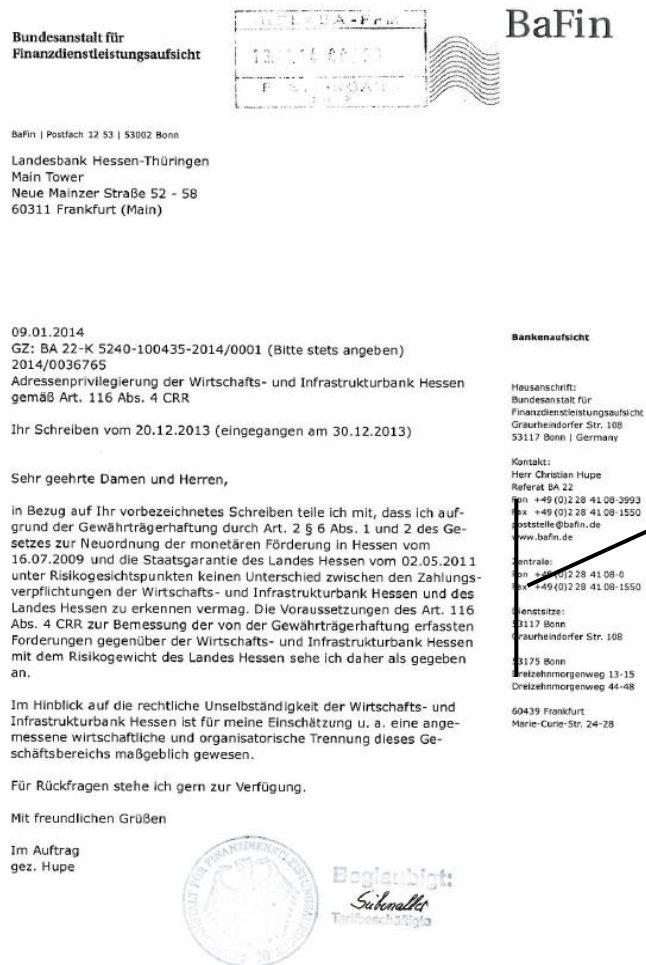 Bundesanstalt für
Finanzdienstleistungsaufsicht
BaFin
BaFin | Postfach 12 53 | 53002 Bonn
Landesbank Hessen-Thüringen
Main Tower
Neue Mainzer Straße 52 - 58
60311 Frankfurt (Main)
09.01.2014
GZ: BA 22-K 5240-100435-2014/0001 (Bitte stets angeben)
2014/0036765
Adressenprivilegierung der Wirtschafts- und Infrastrukturbank Hessen
gemäß Art. 116 Abs. 4 CRR
Ihr Schreiben vom 20.12.2013 (eingegangen am 30.12.2013)
Sehr geehrte Damen und Herren,
in Bezug auf Ihr vorbezeichnetes Schreiben teile ich mit, dass ich auf-
grund der Gewährträgerhaftung durch Art. 2 § 6 Abs. 1 und 2 des Ge-
setzes zur Neuordnung der monetären Förderung in Hessen vom
16.07.2009 und die Staatsgarantie des Landes Hessen vom 02.05.2011
unter Risikogesichtspunkten keinen Unterschied zwischen den Zahlungs-
verpflichtungen der Wirtschafts- und Infrastrukturbank Hessen und des
Landes Hessen zu erkennen vermag. Die Voraussetzungen des Art. 116
Abs. 4 CRR zur Bemessung der von der Gewährträgerhaftung erfassten
Forderungen gegenüber der Wirtschafts- und Infrastrukturbank Hessen
mit dem Risikogewicht des Landes Hessen sehe ich daher als gegeben
an.
Im Hinblick auf die rechtliche Unselbständigkeit der Wirtschafts- und
Infrastrukturbank Hessen ist für meine Einschätzung u. a. eine ange-
messene wirtschaftliche und organisatorische Trennung dieses Ge-
schäftsbereichs maßgeblich gewesen.
Für Rückfragen stehe ich gern zur Verfügung.
Mit freundlichen Grüßen
Im Auftrag
gez. Hupe
Beglaubigt:
Tarifbeschäftigte
Bankenaufsicht
Hausanschrift:
Bundesanstalt für
Finanzdienstleistungsaufsicht
Graurheindorfer Str. 108
53117 Bonn | Germany
Kontakt:
Herr Christian Hupe
Referat BA 22
Fon +49 (0)2 28 41 08-3993
Fax +49 (0)2 28 41 08-1550
poststelle@bafin.de
www.bafin.de
Zentrale:
Fon +49 (0)2 28 41 08-0
Fax +49 (0)2 28 41 08-1550
Dienstsitze:
53117 Bonn
Graurheindorfer Str. 108
53175 Bonn
Dreizehnmorgenweg 13-15
Dreizehnmorgenweg 44-48
60439 Frankfurt
Marie-Curie-Str. 24-28